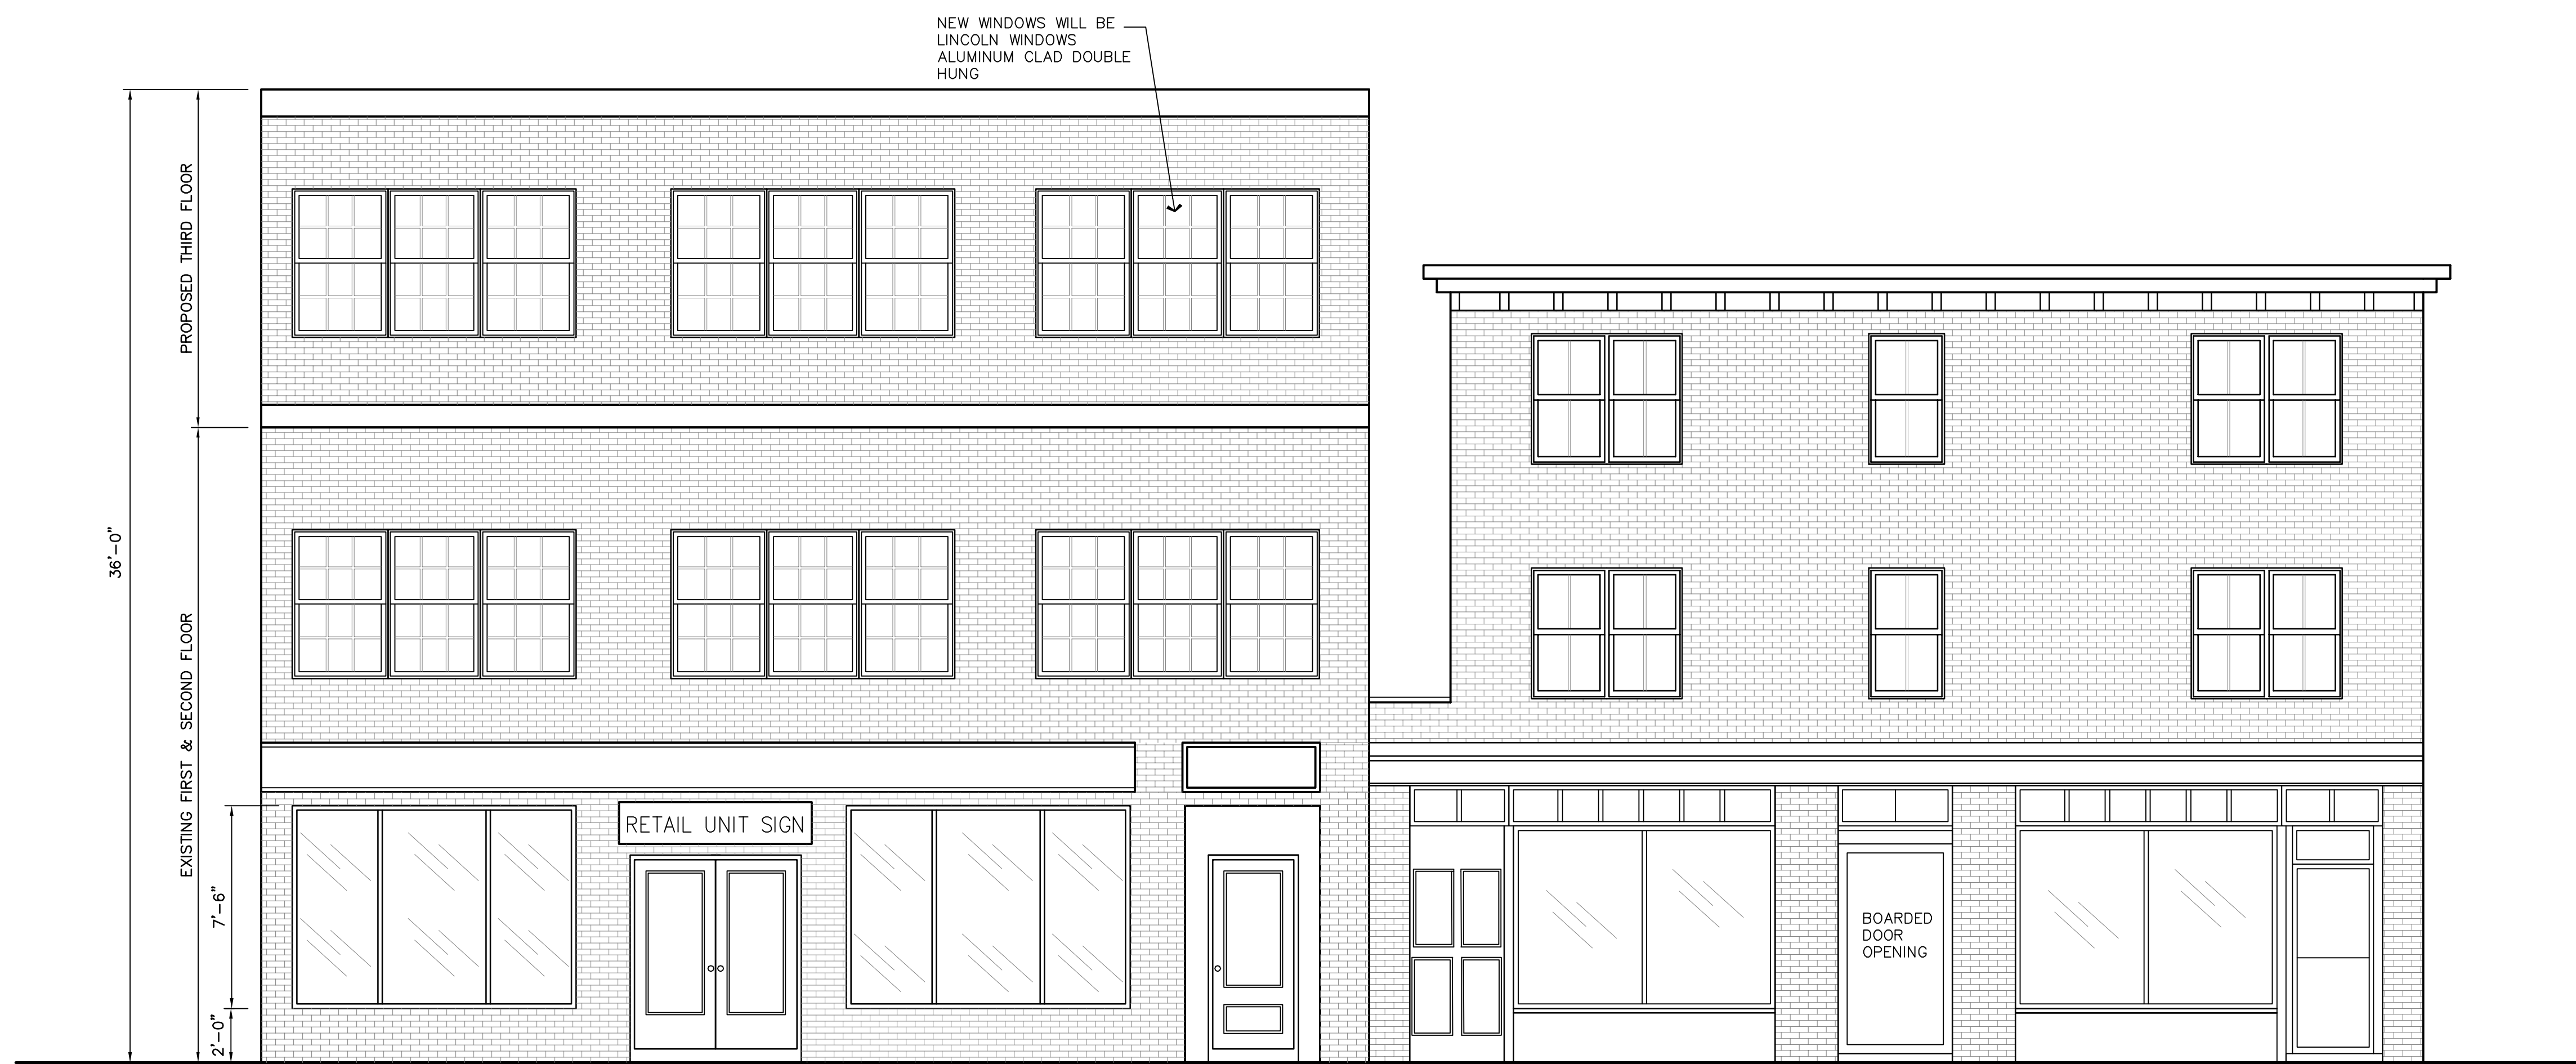 NEW WINDOWS WILL BE
LINCOLN WINDOWS
ALUMINUM CLAD DOUBLE
HUNG
PROPOSED THIRD FLOOR
36'-0"
EXISTING FIRST & SECOND FLOOR
7'-6"
2'-0"
RETAIL UNIT SIGN
BOARDED
DOOR
OPENING